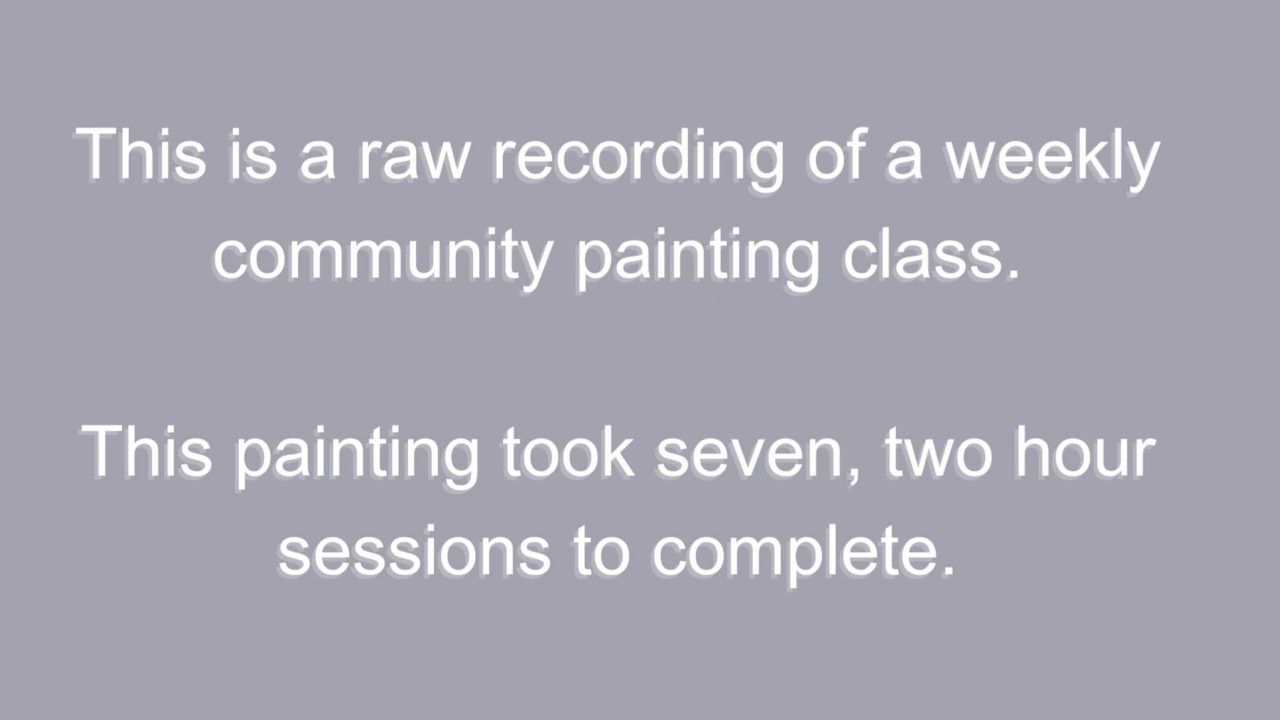 This is a raw recording of a weekly
community painting class.
This painting took seven, two hour
sessions to complete.